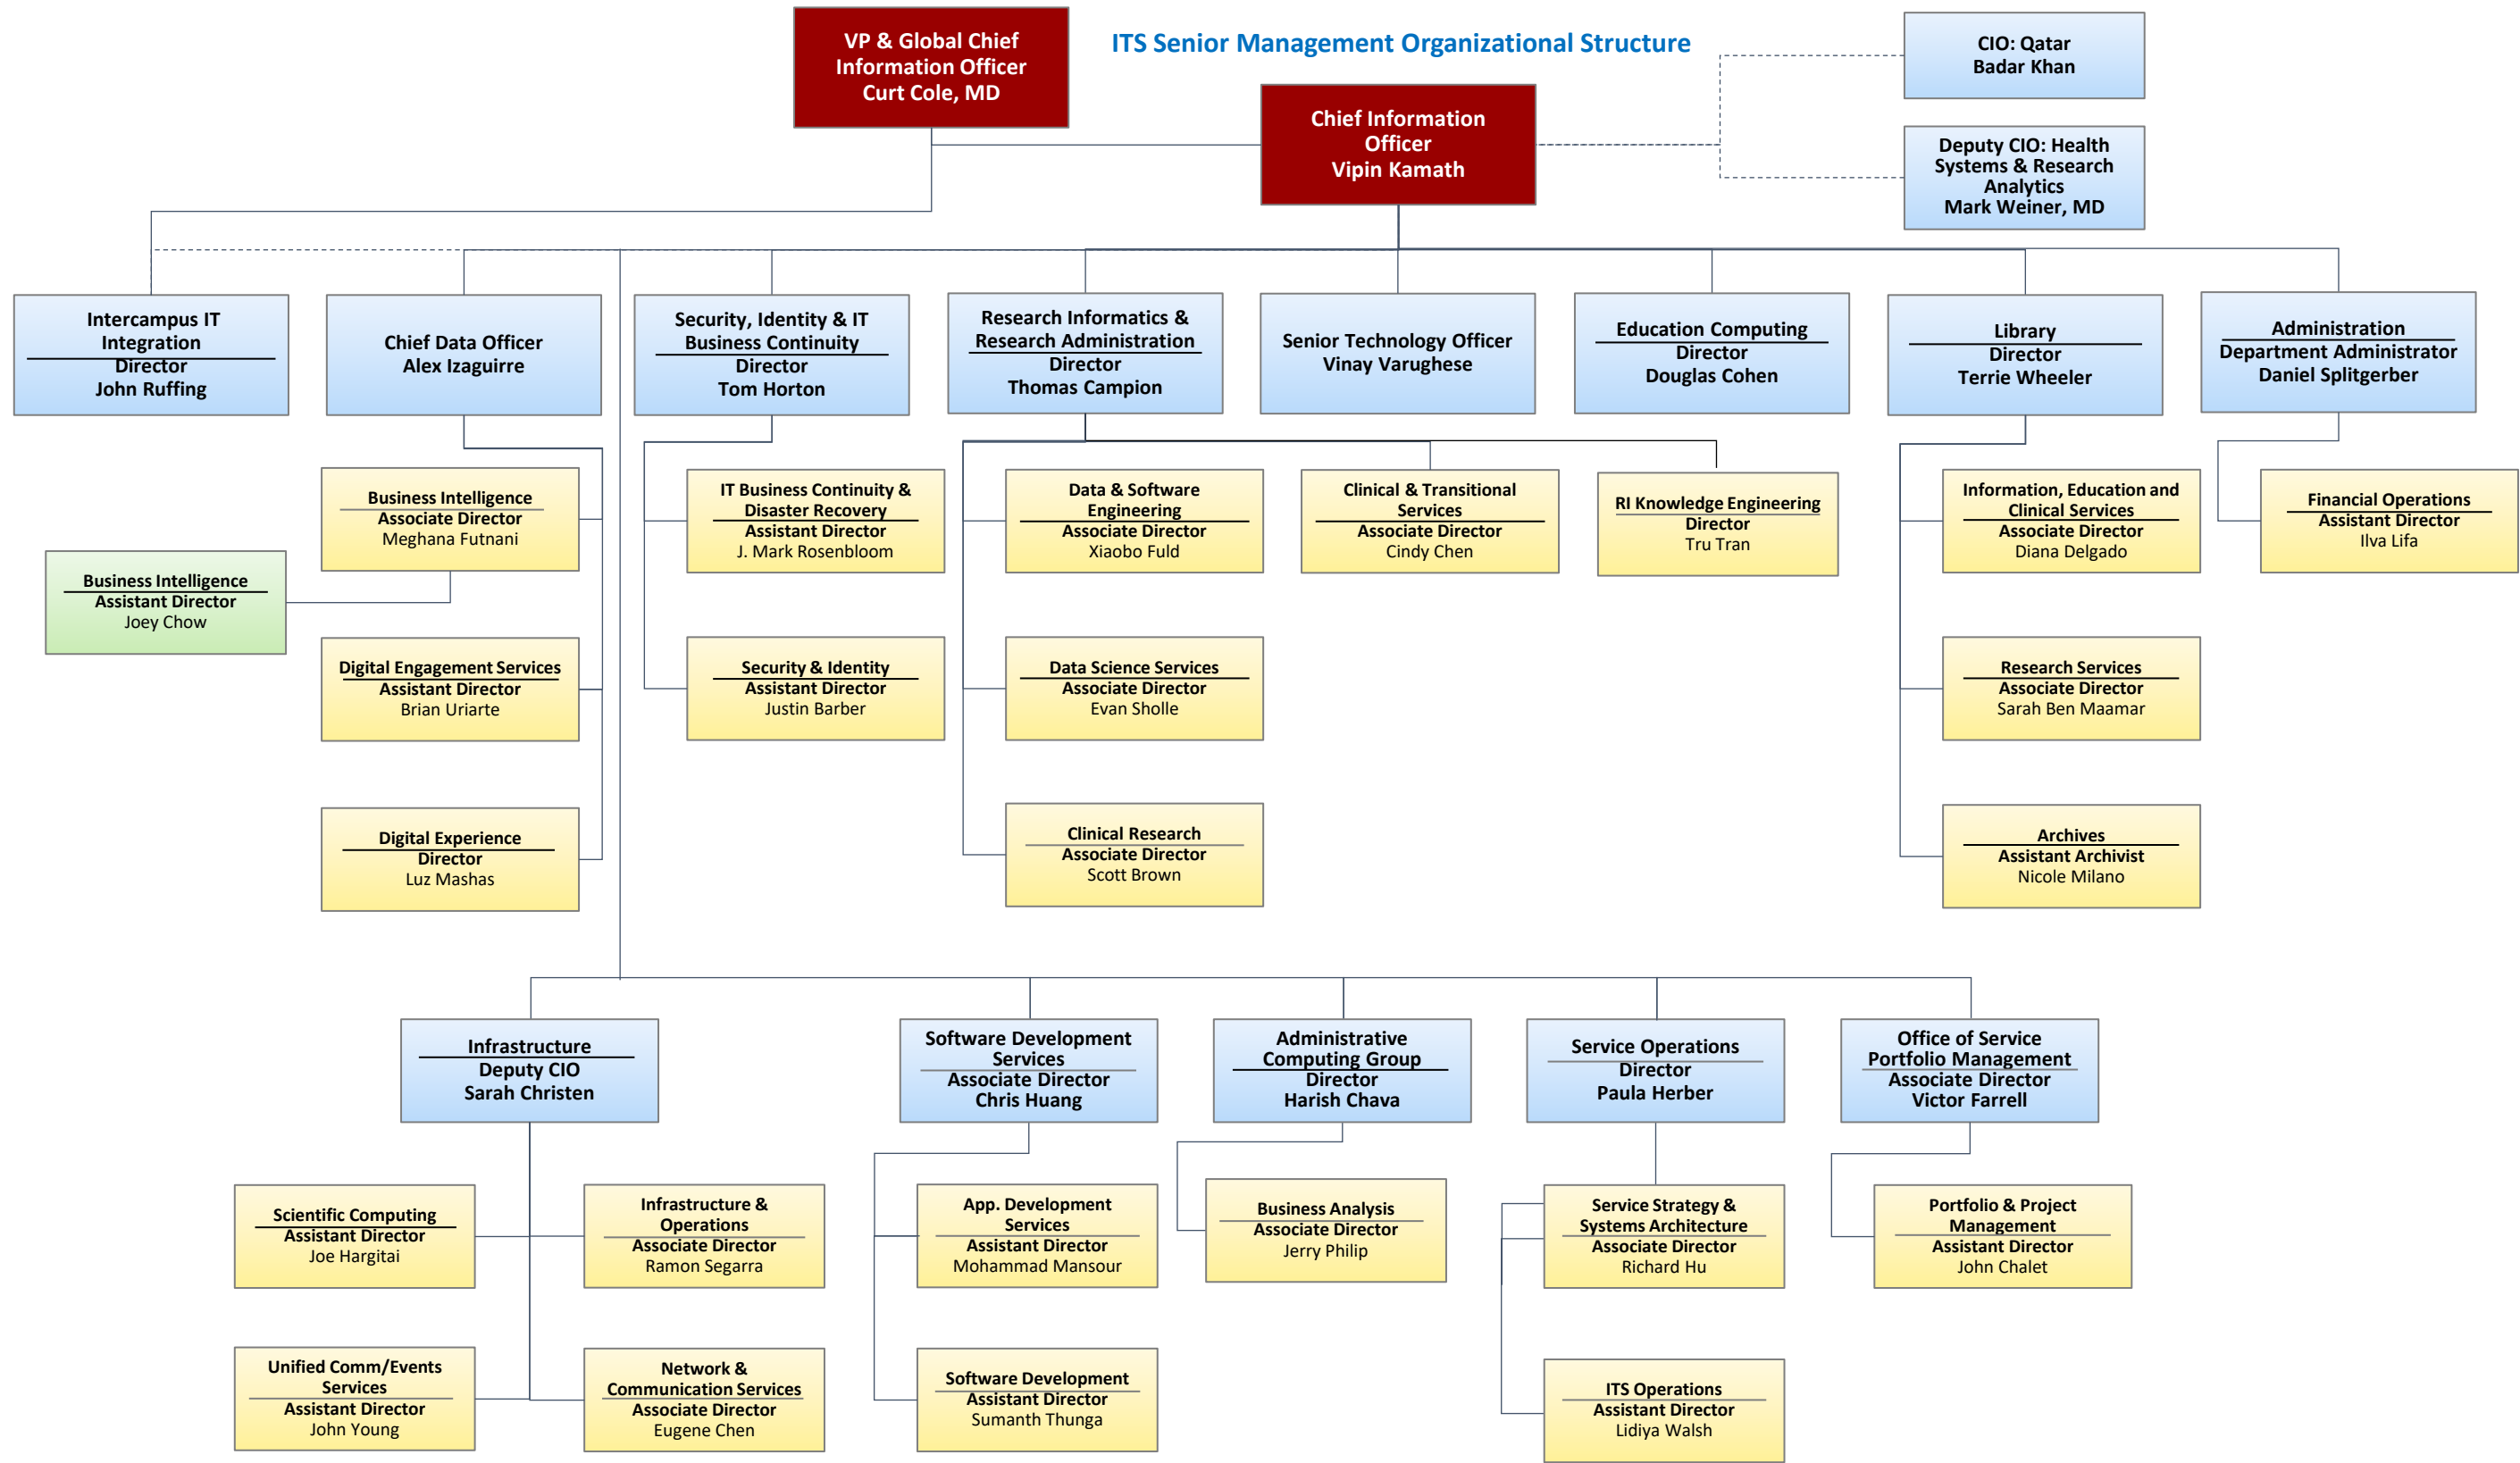 ITS Senior Management Organizational Structure
VP & Global Chief
Information Officer
Curt Cole, MD
Chief Information
Officer
Vipin Kamath
CIO: Qatar
Badar Khan
Deputy CIO: Health
Systems & Research
Analytics
Mark Weiner, MD
Intercampus IT
Integration
Director
John Ruffing
Chief Data Officer
Alex Izaguirre
Security, Identity & IT
Business Continuity
Director
Tom Horton
Research Informatics &
Research Administration
Director
Thomas Campion
Senior Technology Officer
Vinay Varughese
Education Computing
Director
Douglas Cohen
Library
Director
Terrie Wheeler
Administration
Department Administrator
Daniel Splitgerber
Business Intelligence
Associate Director
Meghana Futnani
IT Business Continuity &
Disaster Recovery
Assistant Director
J. Mark Rosenbloom
Data & Software
Engineering
Associate Director
Xiaobo Fuld
Clinical & Transitional
Services
Associate Director
Cindy Chen
RI Knowledge Engineering
Director
Tru Tran
Information, Education and
Clinical Services
Associate Director
Diana Delgado
Financial Operations
Assistant Director
Ilva Lifa
Business Intelligence
Assistant Director
Joey Chow
Digital Engagement Services
Assistant Director
Brian Uriarte
Security & Identity
Assistant Director
Justin Barber
Data Science Services
Associate Director
Evan Sholle
Research Services
Associate Director
Sarah Ben Maamar
Digital Experience
Director
Luz Mashas
Clinical Research
Associate Director
Scott Brown
Archives
Assistant Archivist
Nicole Milano
Infrastructure
Deputy CIO
Sarah Christen
Software Development
Services
Associate Director
Chris Huang
Administrative
Computing Group
Director
Harish Chava
Service Operations
Director
Paula Herber
Office of Service
Portfolio Management
Associate Director
Victor Farrell
Scientific Computing
Assistant Director
Joe Hargitai
Infrastructure &
Operations
Associate Director
Ramon Segarra
App. Development
Services
Assistant Director
Mohammad Mansour
Business Analysis
Associate Director
Jerry Philip
Service Strategy &
Systems Architecture
Associate Director
Richard Hu
Portfolio & Project
Management
Assistant Director
John Chalet
Unified Comm/Events
Services
Assistant Director
John Young
Network &
Communication Services
Associate Director
Eugene Chen
Software Development
Assistant Director
Sumanth Thunga
ITS Operations
Assistant Director
Lidiya Walsh